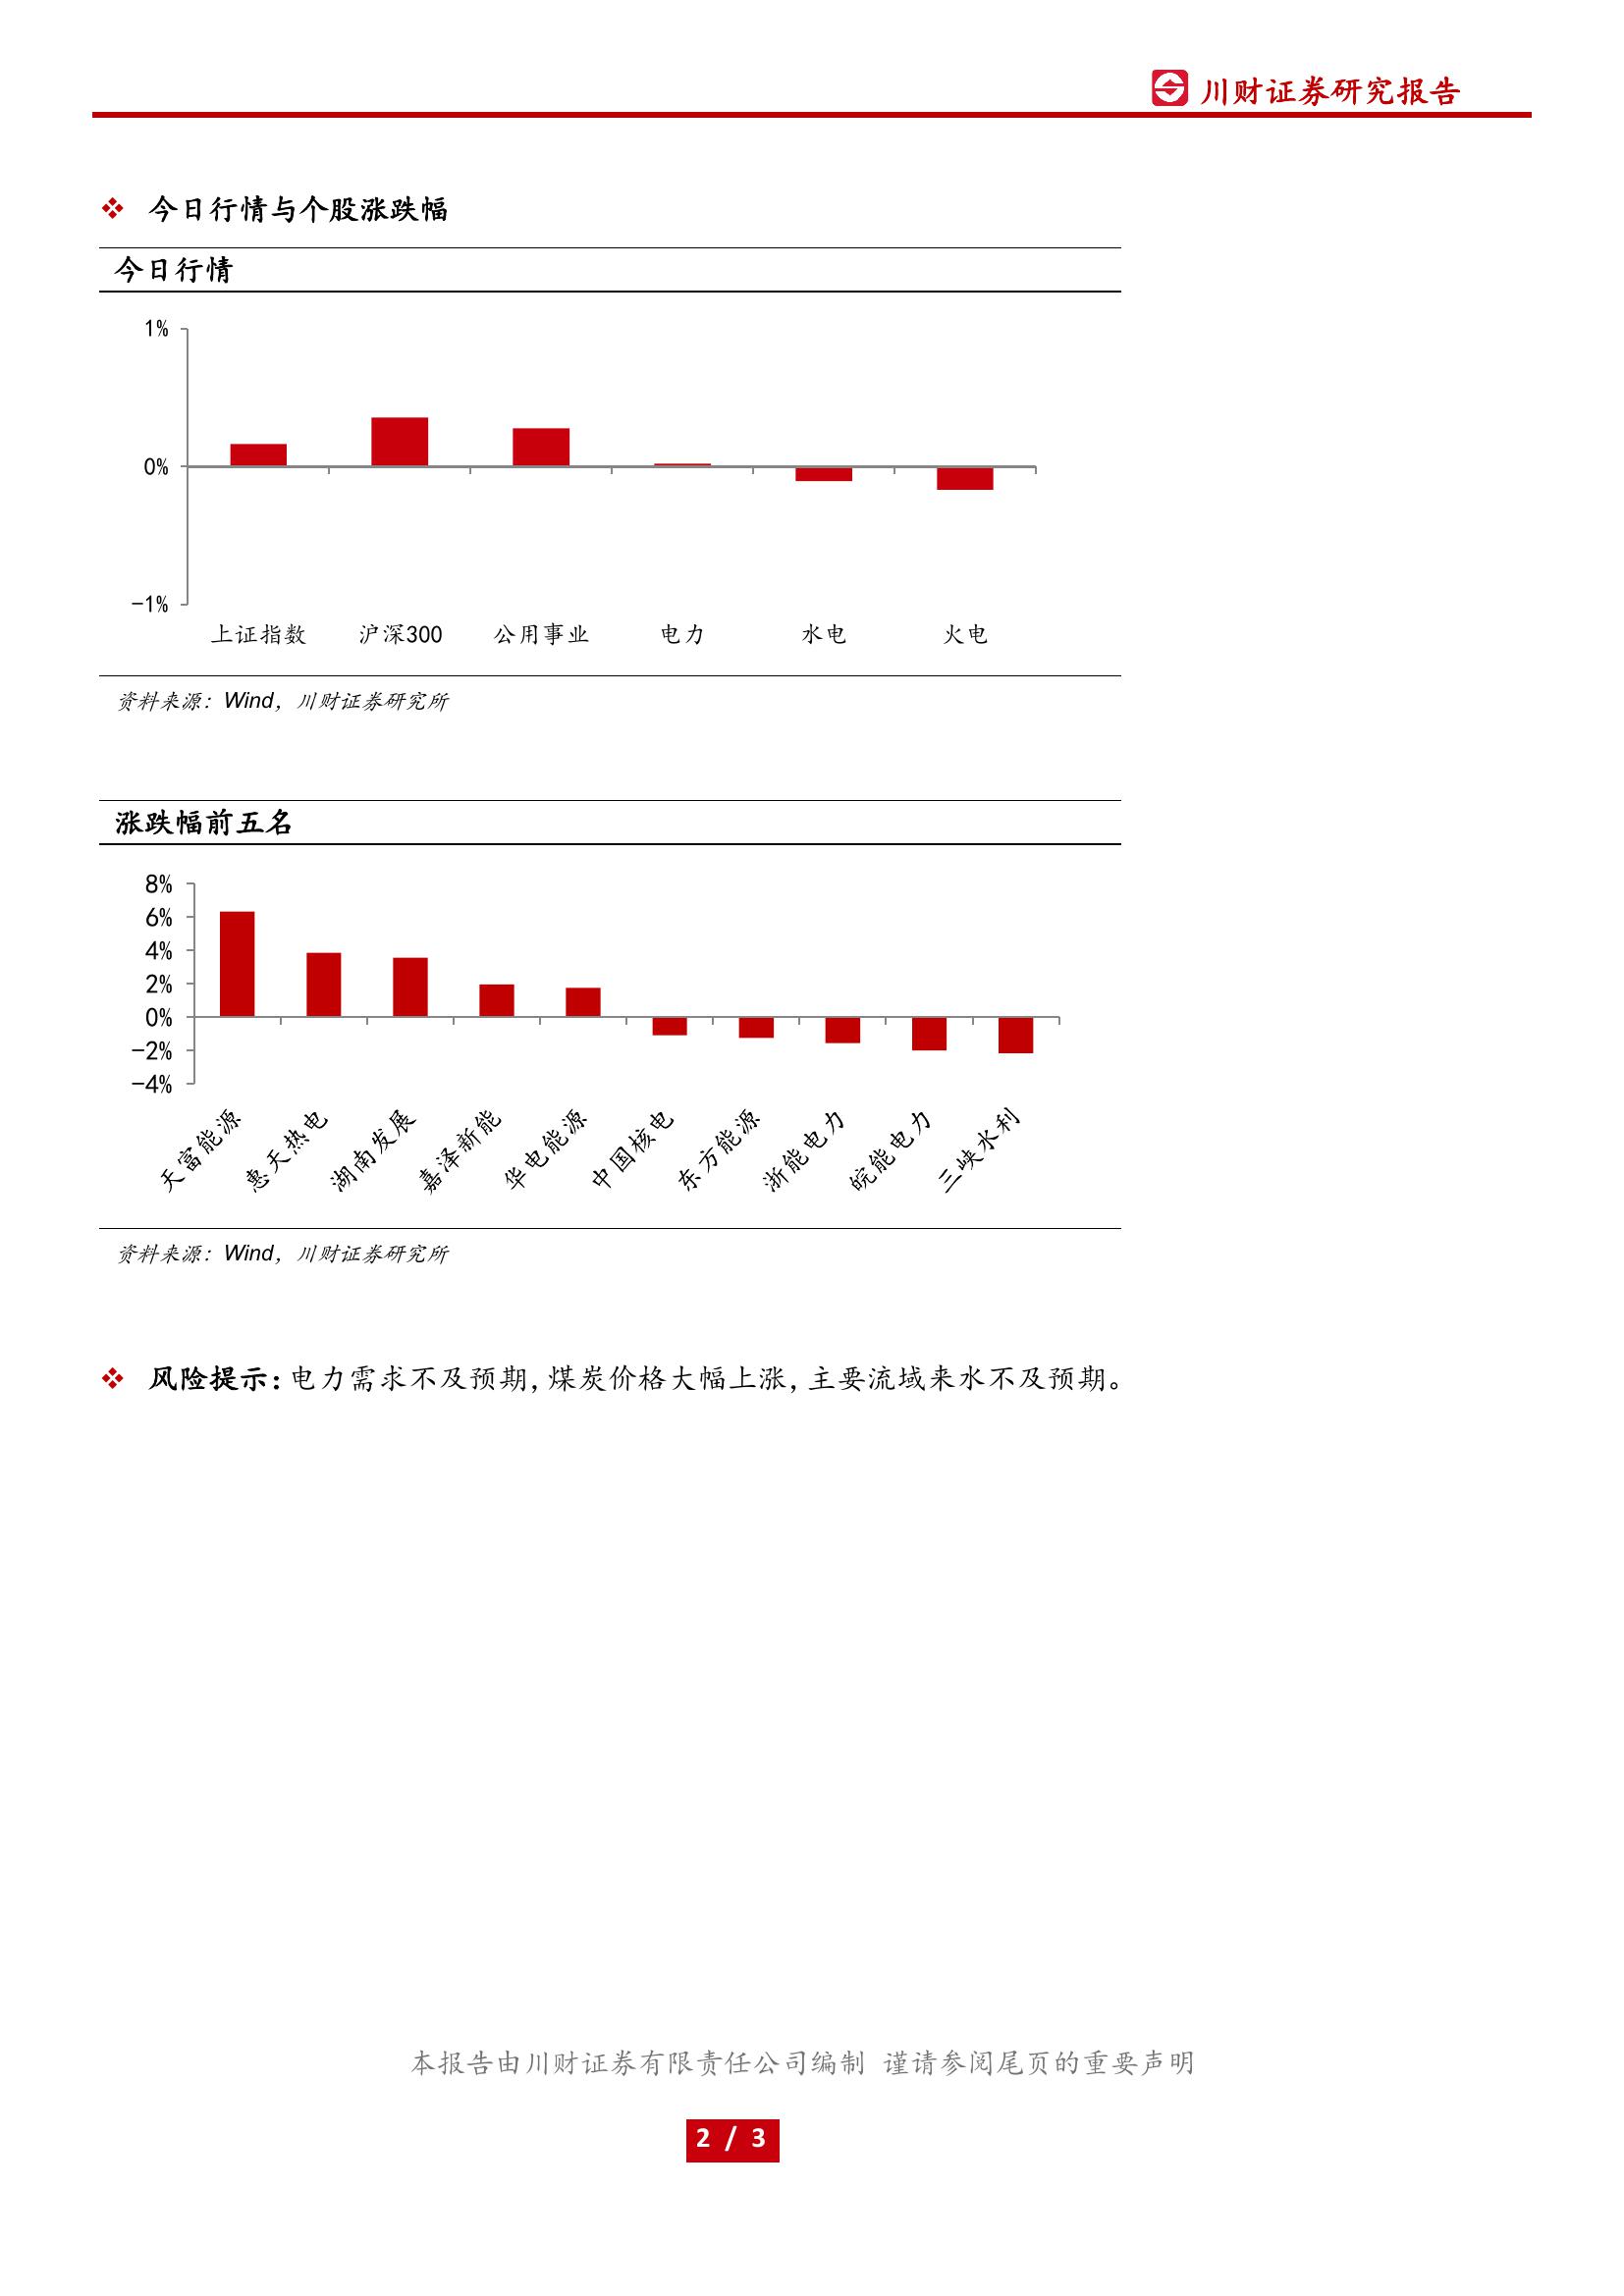 川财证券研究报告
今日行情与个股涨跌幅
今日行情
1%
0%
-1%
上证指数 沪深300 公用事业 电力 水电 火电
资料来源：Wind，川财证券研究所
涨跌幅前五名
8%
6%
4%
2%
0%
-2%
-4%
天富能源 惠天热电 湖南发展 嘉泽新能 华电能源 中国核电 东方能源 浙能电力 皖能电力 三峡水利
资料来源：Wind，川财证券研究所
风险提示：电力需求不及预期，煤炭价格大幅上涨，主要流域来水不及预期。
本报告由川财证券有限责任公司编制 谨请参阅尾页的重要声明
2 / 3